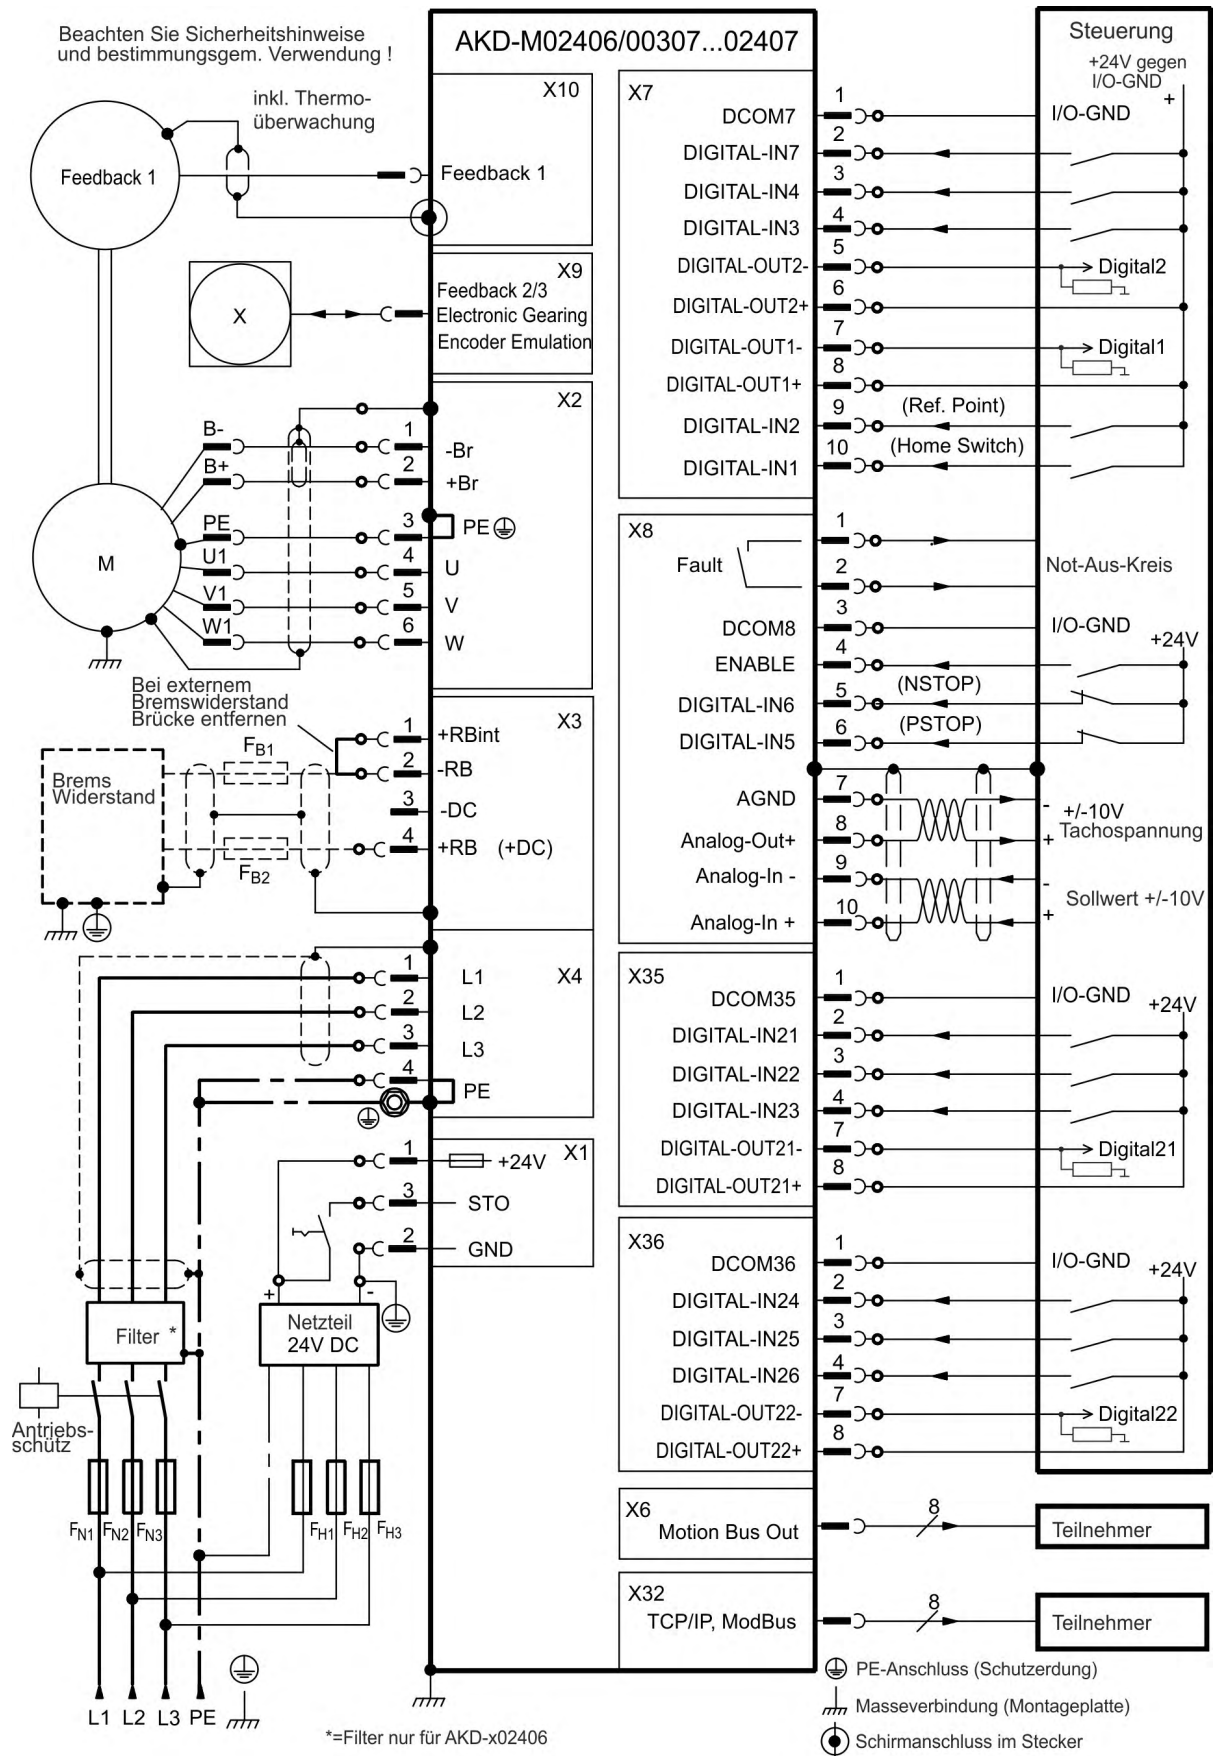 Beachten Sie Sicherheitshinweise
und bestimmungsgem. Verwendung !
AKD-M02406/00307...02407
inkl. Thermo-
überwachung
Feedback 1
X10
Feedback 1
X
X9
Feedback 2/3
Electronic Gearing
Encoder Emulation
X2
B-
1
-Br
B+
2
+Br
PE
3
PE
U1
4
U
V1
5
V
W1
6
W
M
Bei externem
Bremswiderstand
Brücke entfernen
X3
1
+RBint
2
-RB
3
-DC
4
+RB
(+DC)
FB1
FB2
Brems
Widerstand
X4
1
L1
2
L2
3
L3
4
PE
X1
1
+24V
3
STO
2
GND
+
-
Netzteil
24V DC
Filter *
Antriebs-
schütz
FN1
FN2
FN3
FH1
FH2
FH3
L1
L2
L3
PE
*=Filter nur für AKD-x02406
Steuerung
+24V gegen
I/O-GND
+
X7
DCOM7
1
I/O-GND
DIGITAL-IN7
2
DIGITAL-IN4
3
DIGITAL-IN3
4
DIGITAL-OUT2-
5
Digital2
DIGITAL-OUT2+
6
DIGITAL-OUT1-
7
Digital1
DIGITAL-OUT1+
8
DIGITAL-IN2
9
(Ref. Point)
DIGITAL-IN1
10
(Home Switch)
X8
Fault
1
2
Not-Aus-Kreis
DCOM8
3
I/O-GND
+24V
ENABLE
4
DIGITAL-IN6
5
(NSTOP)
DIGITAL-IN5
6
(PSTOP)
AGND
7
-
+/-10V
Tachospannung
Analog-Out+
8
+
Analog-In -
9
-
Sollwert +/-10V
Analog-In +
10
+
X35
DCOM35
1
I/O-GND
+24V
DIGITAL-IN21
2
DIGITAL-IN22
3
DIGITAL-IN23
4
DIGITAL-OUT21-
7
Digital21
DIGITAL-OUT21+
8
X36
DCOM36
1
I/O-GND
+24V
DIGITAL-IN24
2
DIGITAL-IN25
3
DIGITAL-IN26
4
DIGITAL-OUT22-
7
Digital22
DIGITAL-OUT22+
8
X6
Motion Bus Out
8
Teilnehmer
X32
TCP/IP, ModBus
8
Teilnehmer
PE-Anschluss (Schutzerdung)
Masseverbindung (Montageplatte)
Schirmanschluss im Stecker